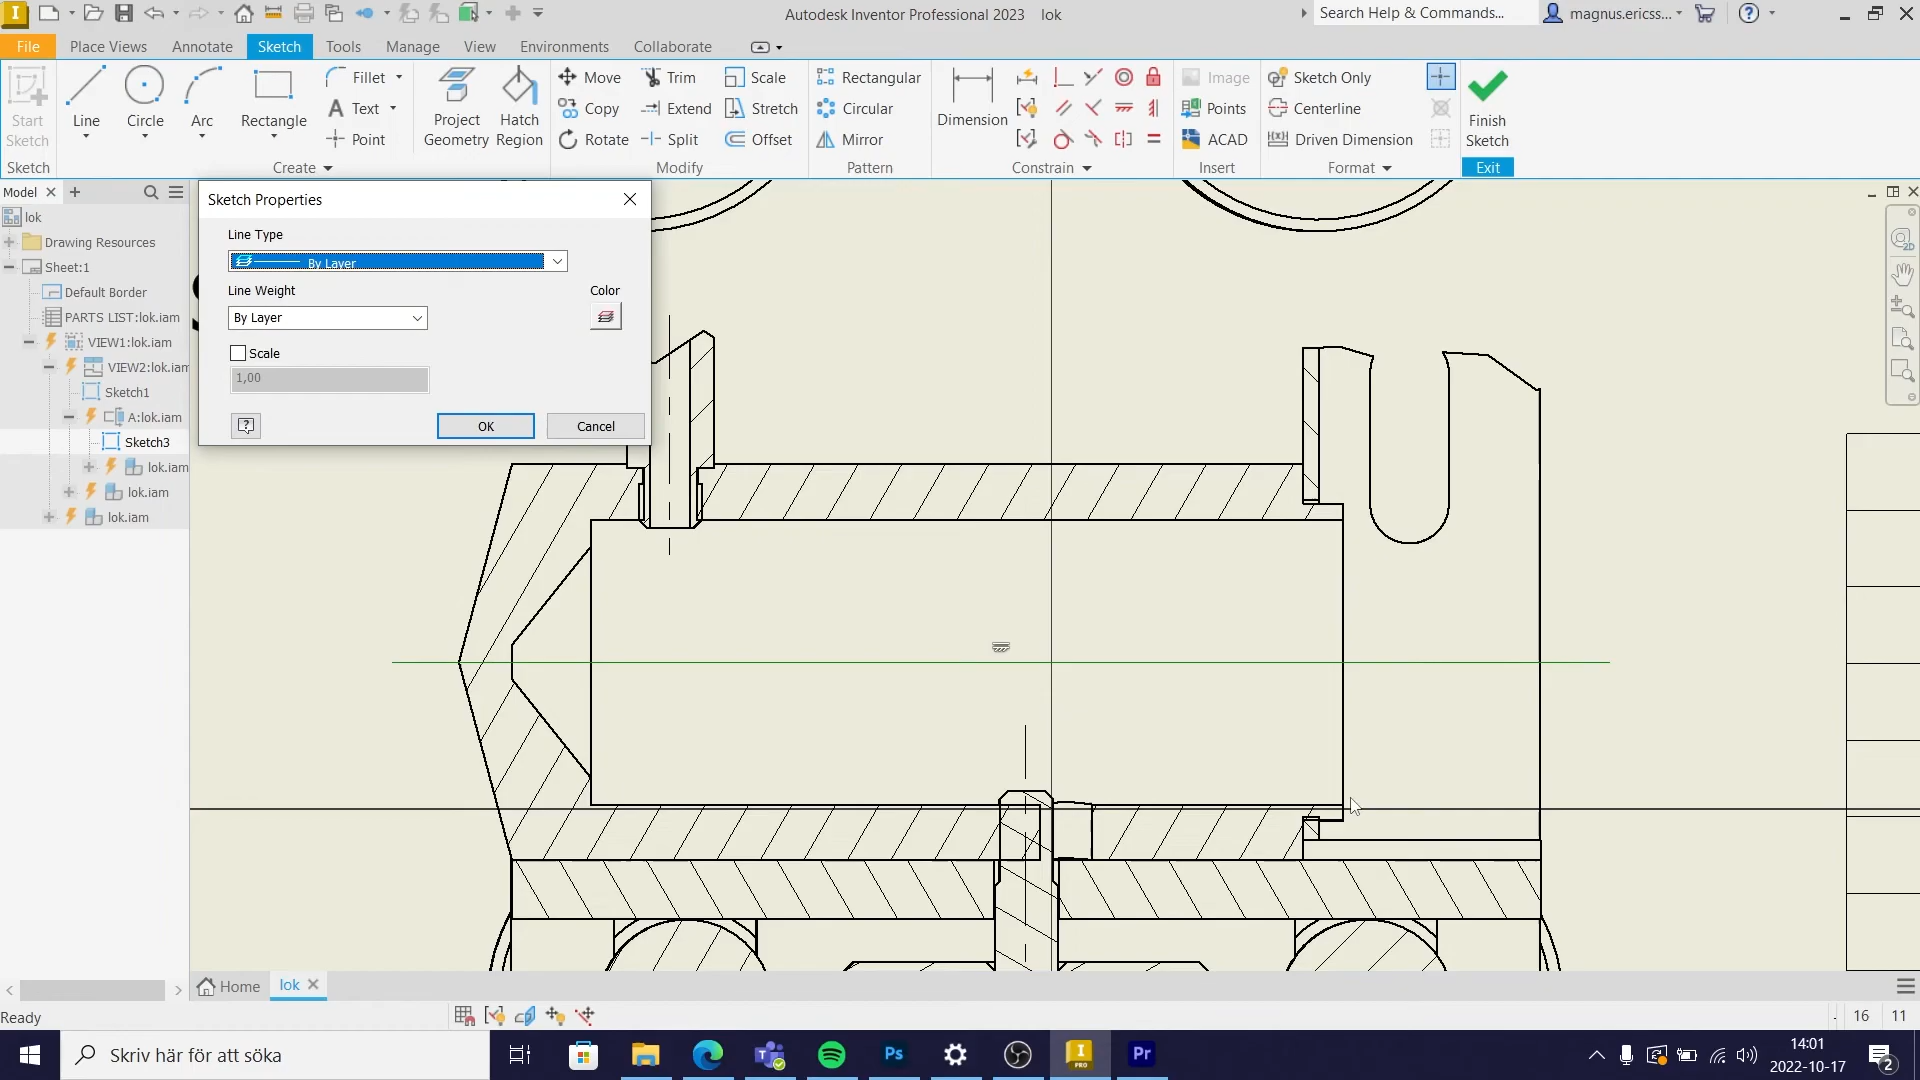 Autodesk Inventor Professional 2023 lok
Search Help & Commands...
magnus.ericss...
File Place Views Annotate Sketch Tools Manage View Environments Collaborate
Start Sketch
Line Circle Arc Rectangle
Fillet
Text
Point
Project Geometry
Hatch Region
Move Trim Scale
Copy Extend Stretch
Rotate Split Offset
Rectangular
Circular
Mirror
Dimension
Image
Points
ACAD
Sketch Only
Centerline
Driven Dimension
Finish Sketch
Sketch Create Modify Pattern Constrain Insert Format Exit
Model
lok
Drawing Resources
Sheet:1
Default Border
PARTS LIST:lok.iam
VIEW1:lok.iam
VIEW2:lok.iam
Sketch1
A:lok.iam
Sketch3
lok.iam
lok.iam
lok.iam
Sketch Properties
Line Type
By Layer
Line Weight
Color
By Layer
Scale
1,00
OK Cancel
Home lok
Ready
16 11
Skriv här för att söka
Ps
PRO
Pr
14:01
2022-10-17
2